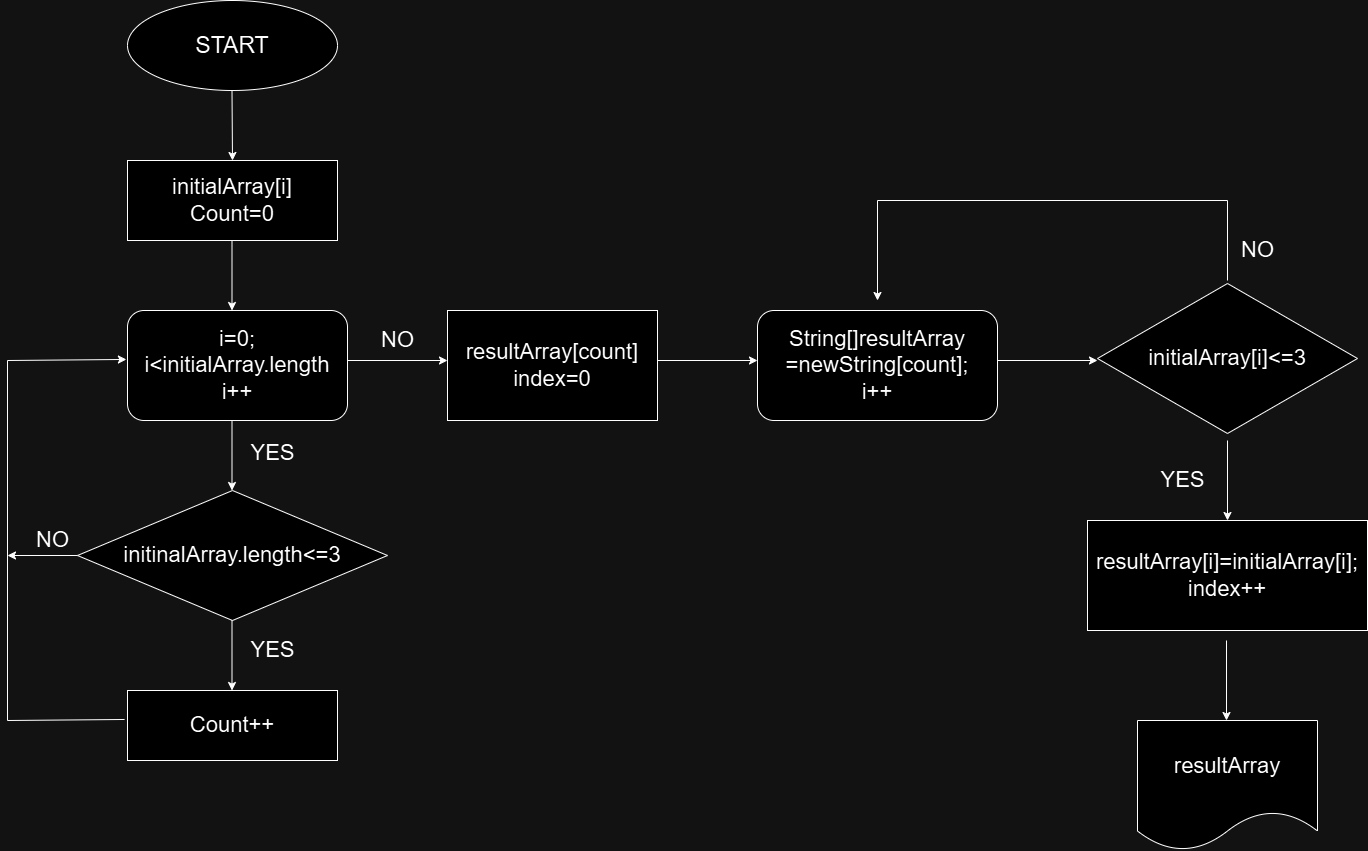 START
initialArray[i]
Count=0
i=0;
i<initialArray.length
i++
NO
YES
initinalArray.length<=3
NO
YES
Count++
resultArray[count]
index=0
String[]resultArray
=newString[count];
i++
initialArray[i]<=3
NO
YES
resultArray[i]=initialArray[i];
index++
resultArray